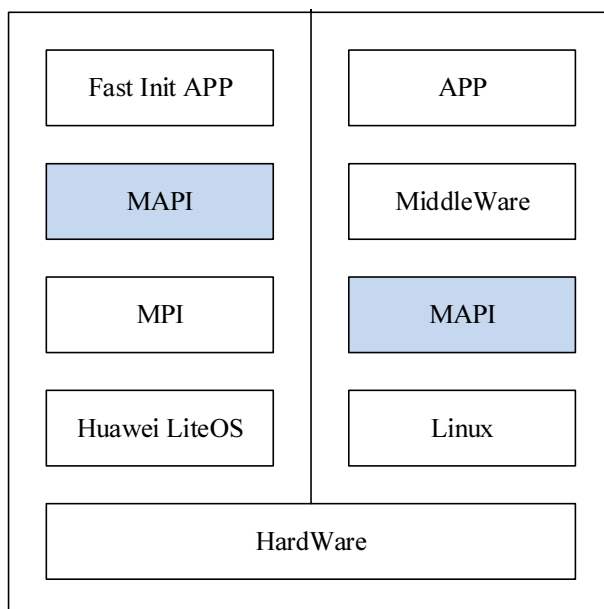 Fast Init APP
APP
MAPI
MiddleWare
MPI
MAPI
Huawei LiteOS
Linux
HardWare